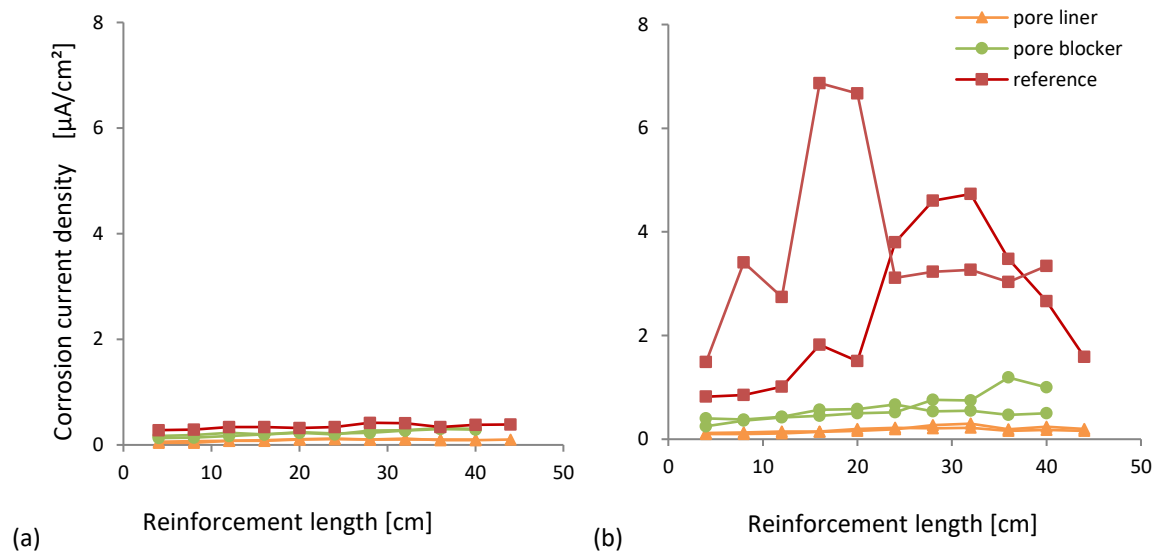 Corrosion current density [µA/cm²]
8
6
4
2
0
0 10 20 30 40 50
Reinforcement length [cm]
(a)
pore liner
pore blocker
reference
8
6
4
2
0
0 10 20 30 40 50
Reinforcement length [cm]
(b)